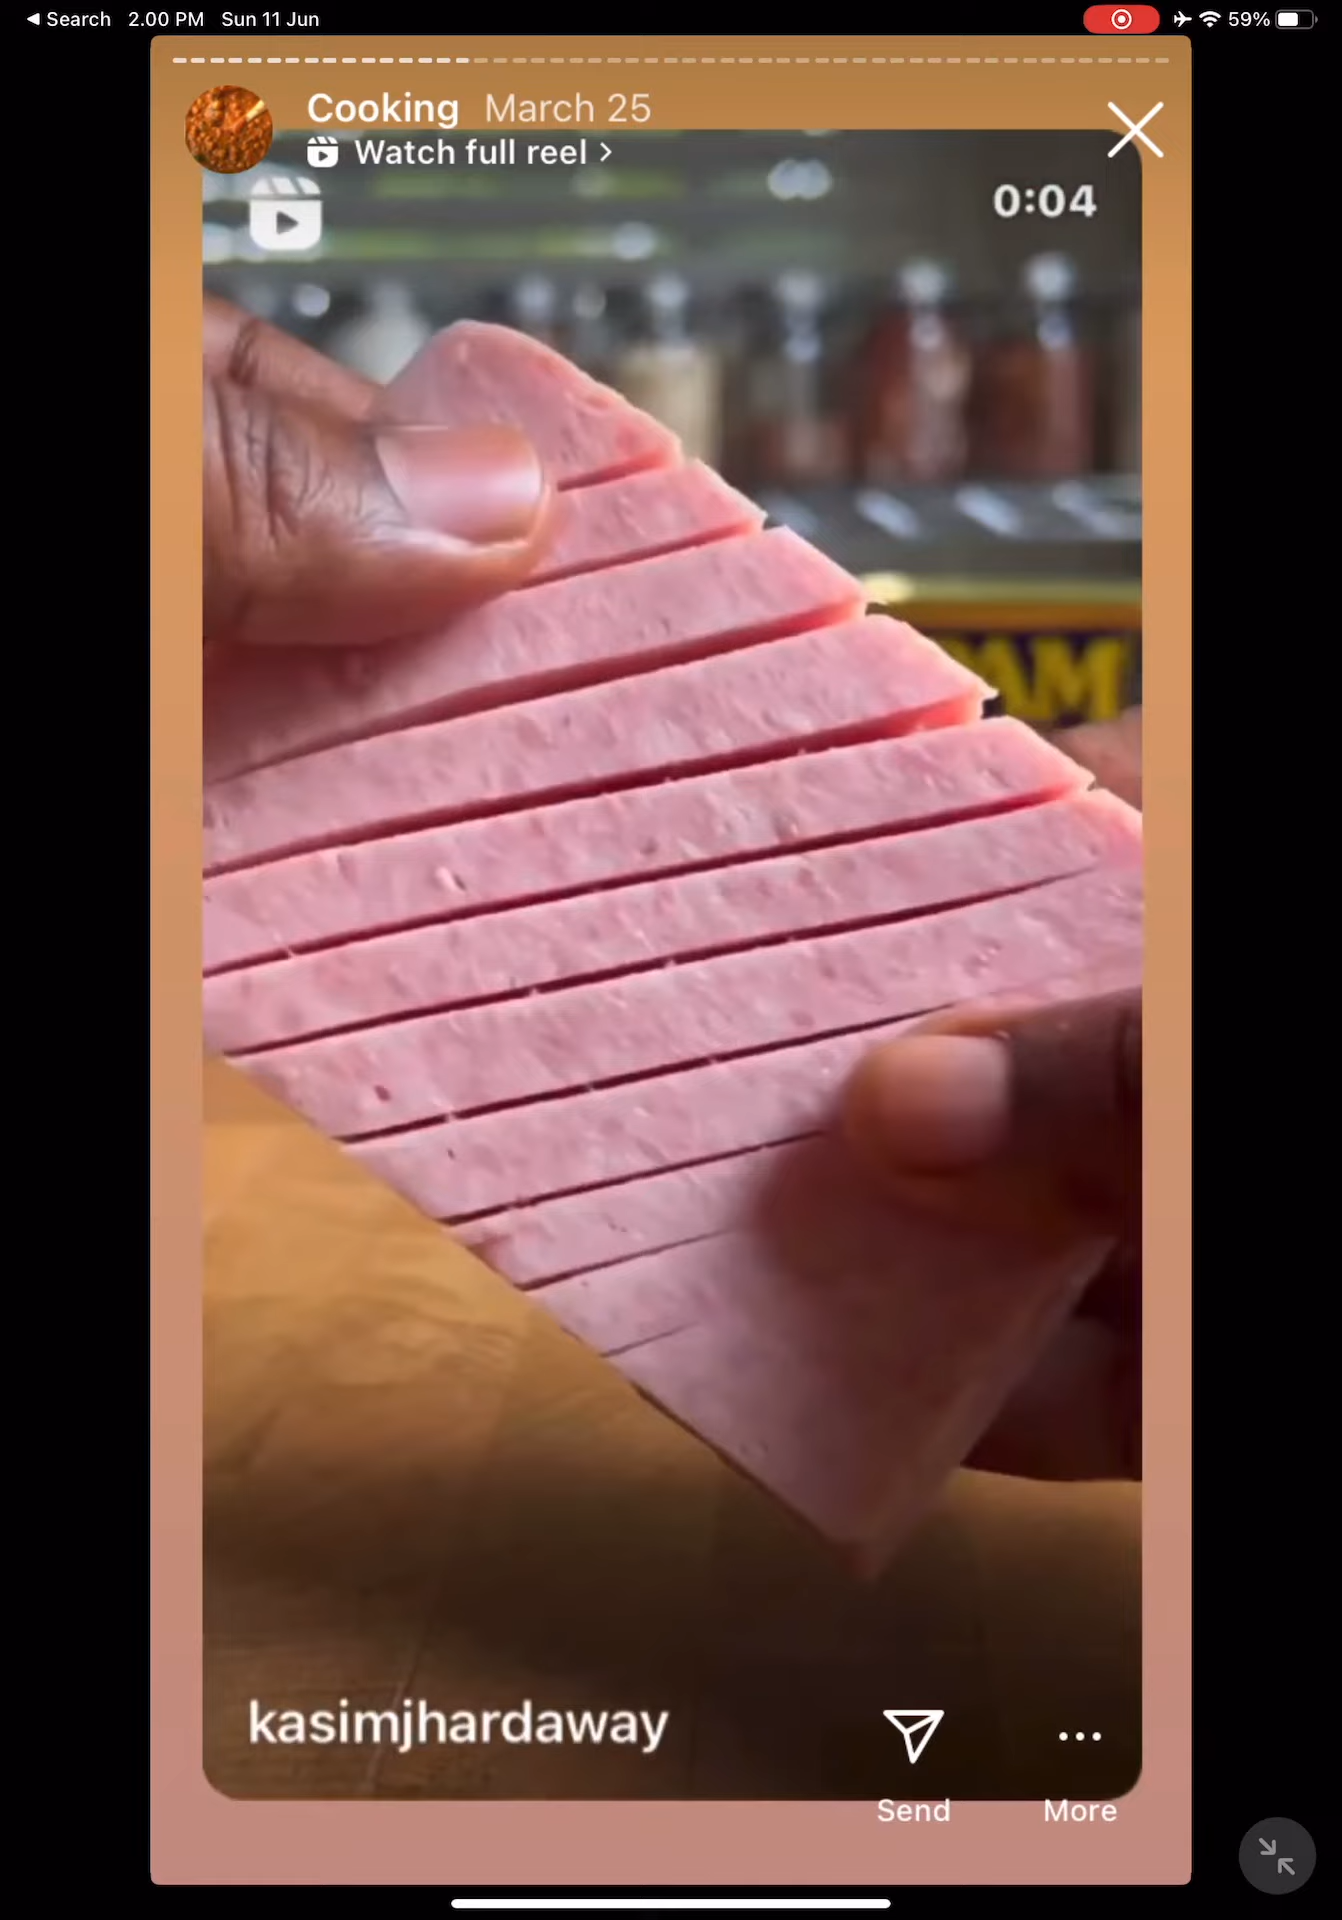 Search 2.00 PM Sun 11 Jun 59%
Cooking March 25
Watch full reel
0:04
AM
kasimjhardaway
Send More